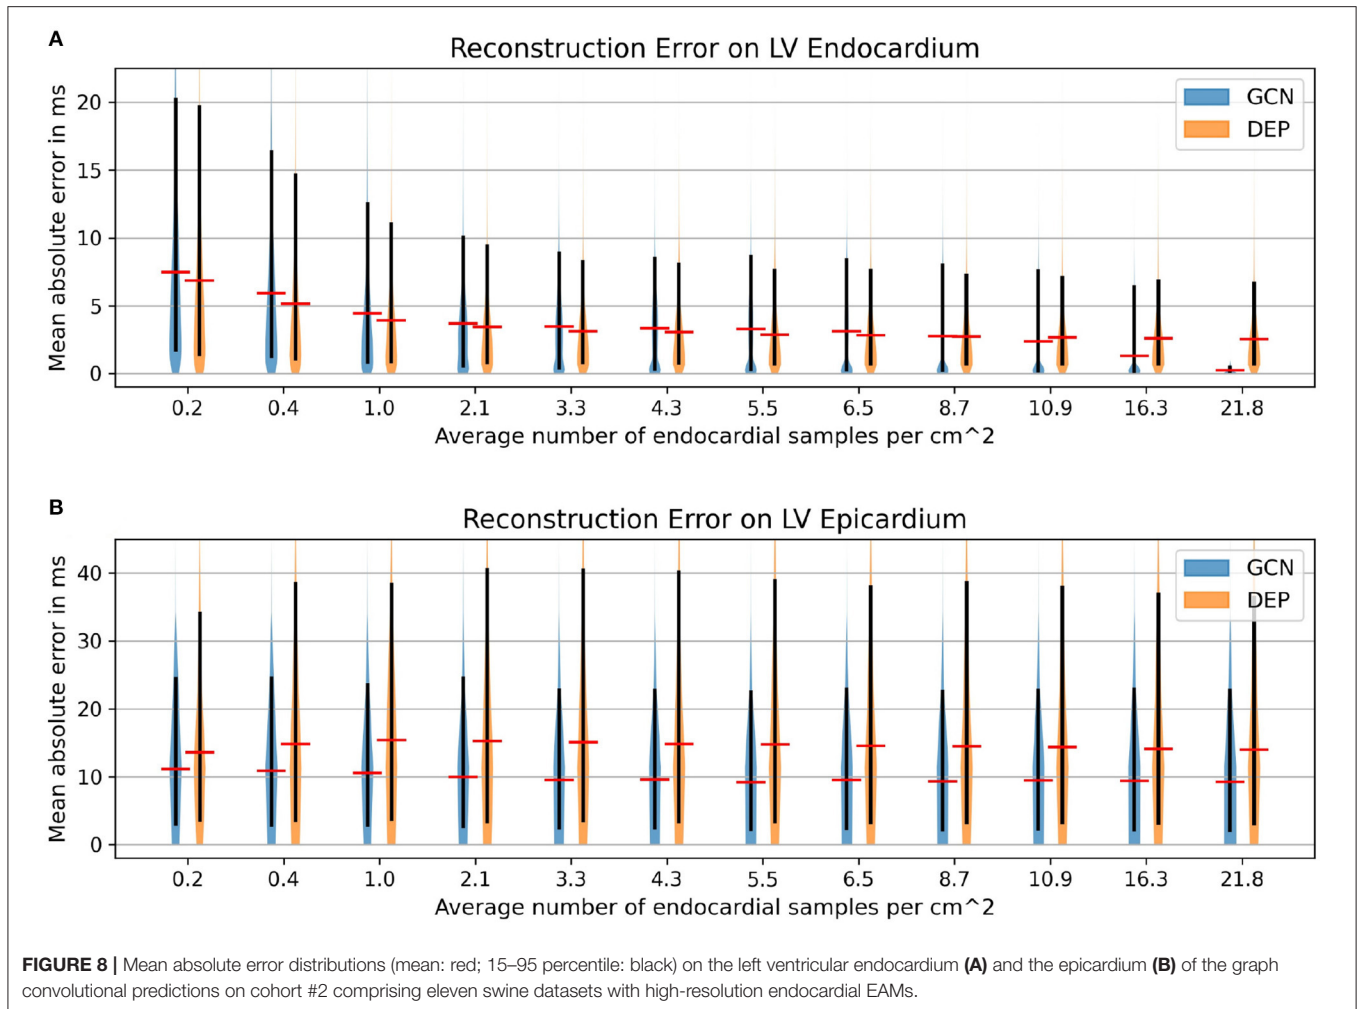 A
Reconstruction Error on LV Endocardium
Mean absolute error in ms
20
15
10
5
0
GCN
DEP
0.2 0.4 1.0 2.1 3.3 4.3 5.5 6.5 8.7 10.9 16.3 21.8
Average number of endocardial samples per cm^2
B
Reconstruction Error on LV Epicardium
Mean absolute error in ms
40
30
20
10
0
GCN
DEP
0.2 0.4 1.0 2.1 3.3 4.3 5.5 6.5 8.7 10.9 16.3 21.8
Average number of endocardial samples per cm^2
FIGURE 8 | Mean absolute error distributions (mean: red; 15–95 percentile: black) on the left ventricular endocardium (A) and the epicardium (B) of the graph
convolutional predictions on cohort #2 comprising eleven swine datasets with high-resolution endocardial EAMs.